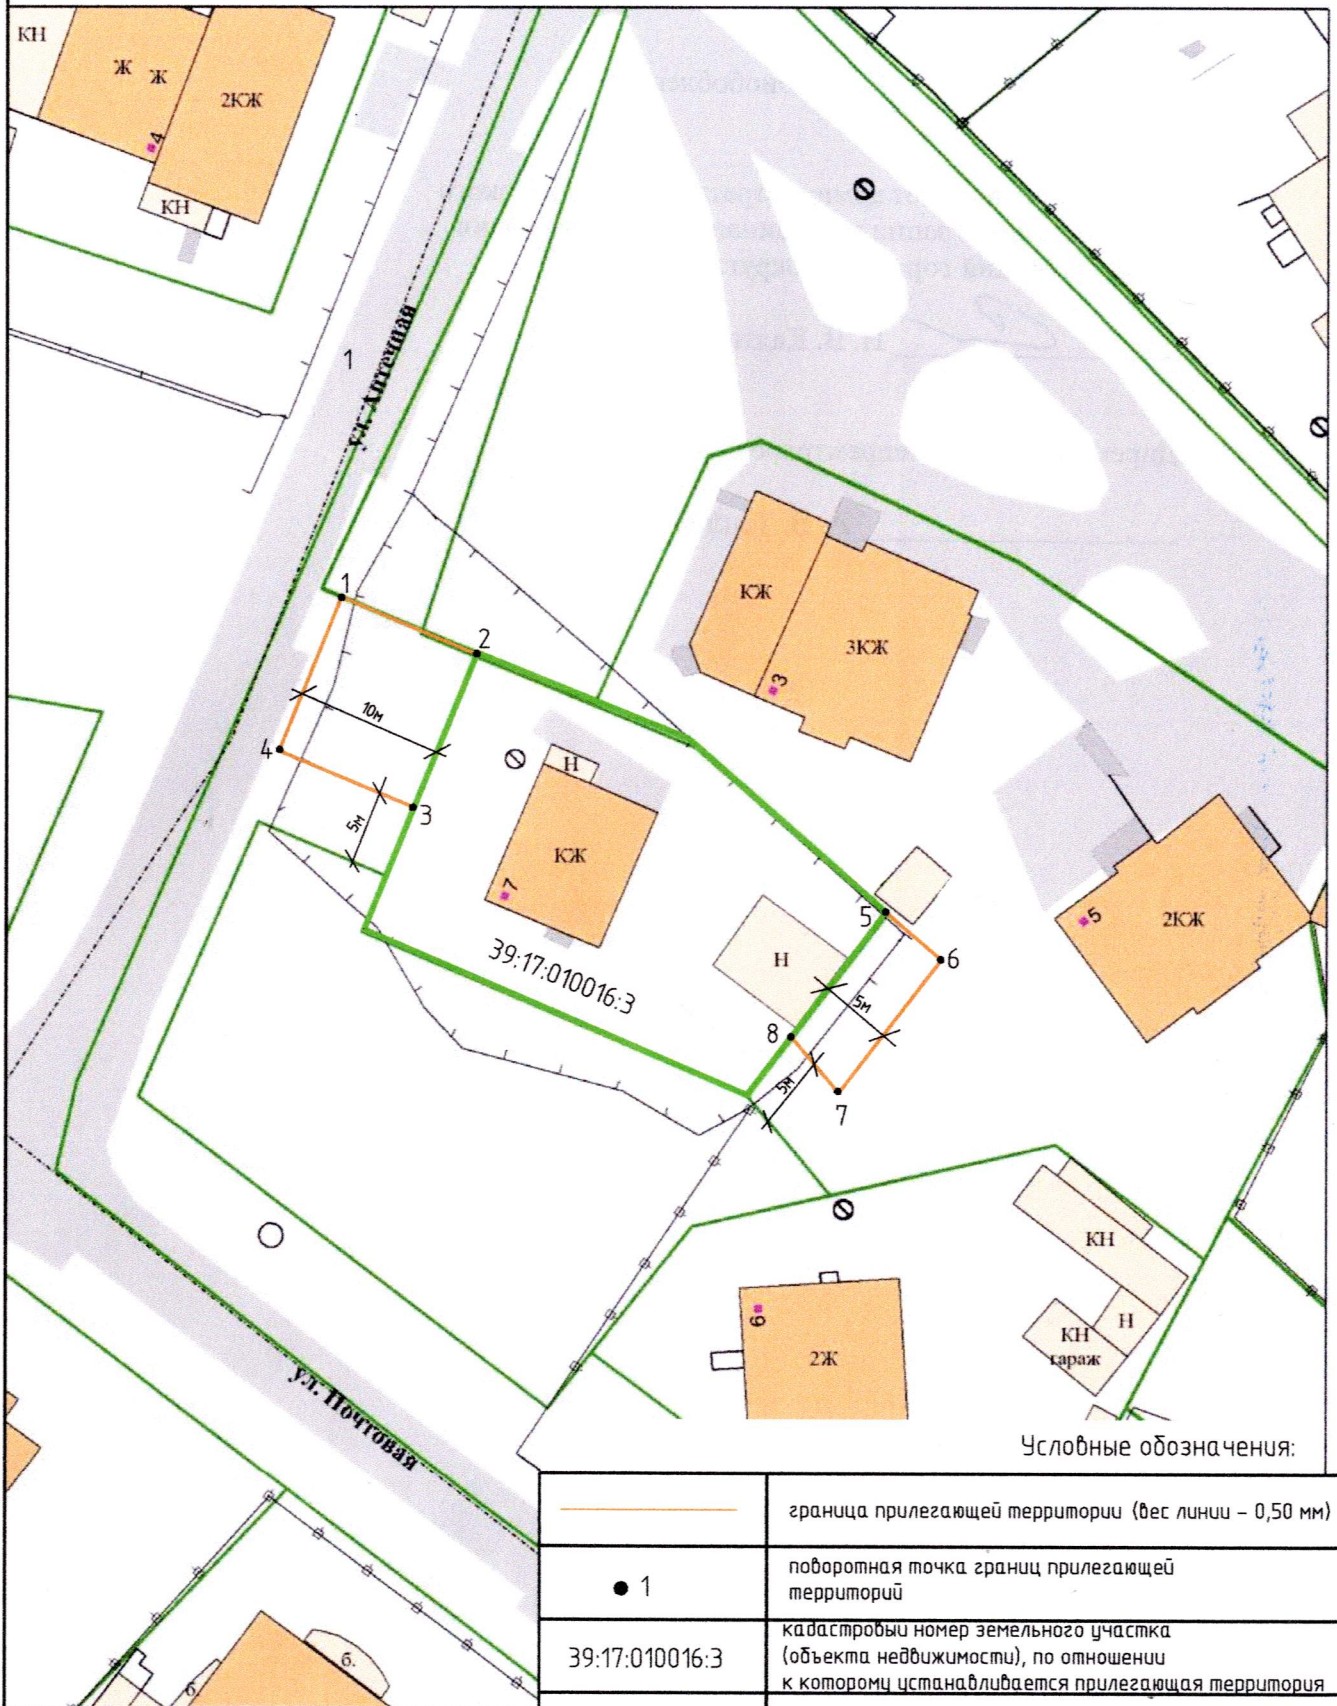 КН
Ж
Ж
2КЖ
4
КН
1
ул. Аптечная
1
2
10м
4
3
5м
Н
КЖ
7
39:17:010016:3
КЖ
3КЖ
3
5
2КЖ
5
6
Н
5м
8
5м
7
КН
Н
КН
гараж
6
2Ж
ул. Почтовая
б.
б.
Условные обозначения:
граница прилегающей территории (вес линии – 0,50 мм)
1
поворотная точка границ прилегающей
территорий
39:17:010016:3
кадастровый номер земельного участка
(объекта недвижимости), по отношении
к которому устанавливается прилегающая территория